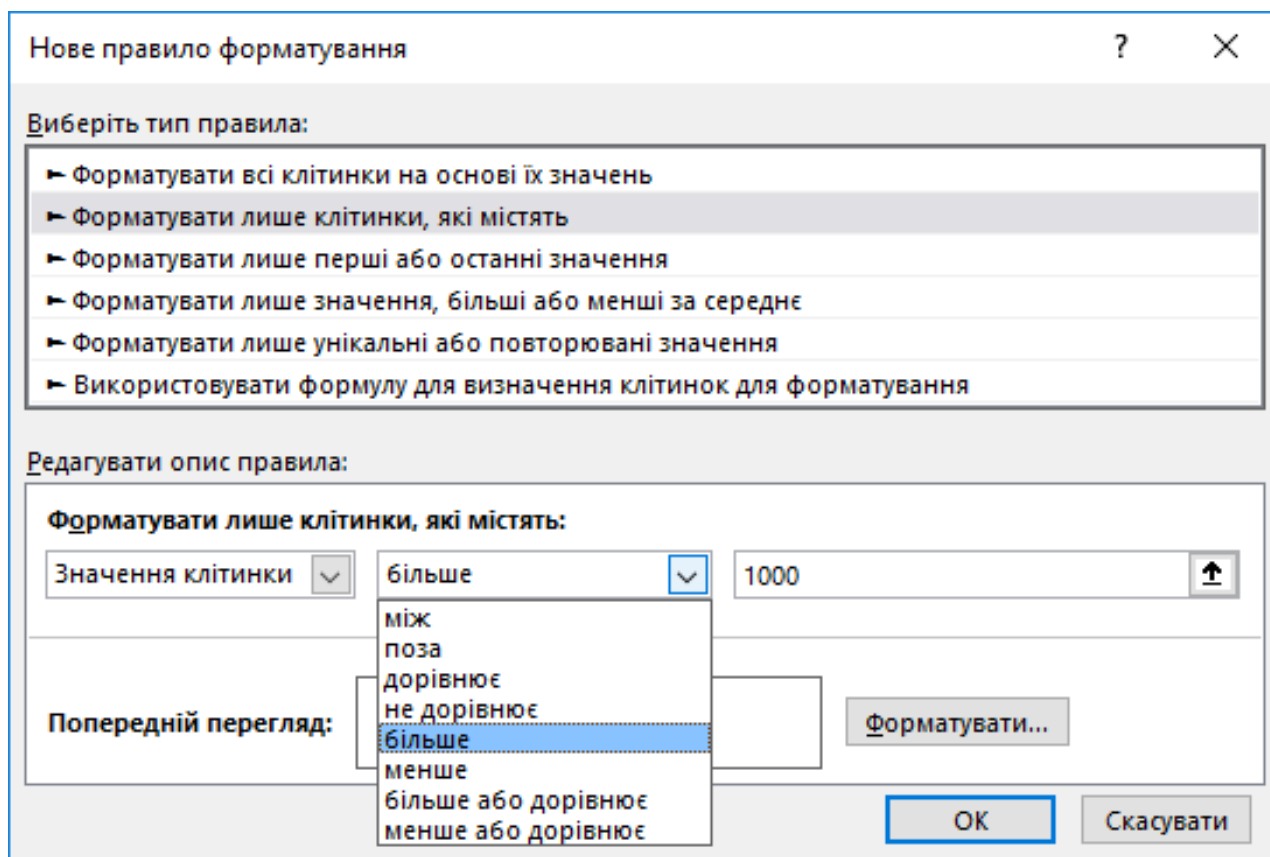 Нове правило форматування ?
Виберіть тип правила:
► Форматувати всі клітинки на основі їх значень
► Форматувати лише клітинки, які містять
► Форматувати лише перші або останні значення
► Форматувати лише значення, більші або менші за середнє
► Форматувати лише унікальні або повторювані значення
► Використовувати формулу для визначення клітинок для форматування
Редагувати опис правила:
Форматувати лише клітинки, які містять:
Значення клітинки більше 1000
між
поза
дорівнює
не дорівнює
більше
менше
більше або дорівнює
менше або дорівнює
Попередній перегляд: Форматувати...
ОК Скасувати